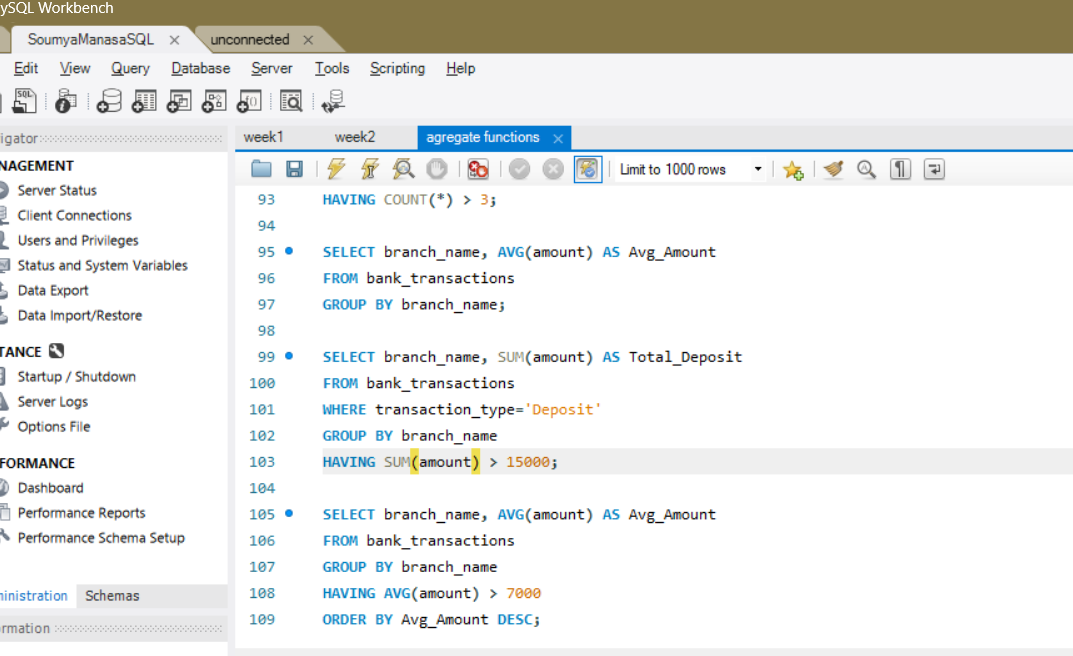 ySQL Workbench
SoumyaManasaSQL
unconnected
Edit View Query Database Server Tools Scripting Help
SQL
igator
week1 week2 agregate functions
Limit to 1000 rows
NAGEMENT
Server Status
Client Connections
Users and Privileges
Status and System Variables
Data Export
Data Import/Restore
TANCE
Startup / Shutdown
Server Logs
Options File
FORMANCE
Dashboard
Performance Reports
Performance Schema Setup
ministration Schemas
rmation
93 HAVING COUNT(*) > 3;
94
95 SELECT branch_name, AVG(amount) AS Avg_Amount
96 FROM bank_transactions
97 GROUP BY branch_name;
98
99 SELECT branch_name, SUM(amount) AS Total_Deposit
100 FROM bank_transactions
101 WHERE transaction_type='Deposit'
102 GROUP BY branch_name
103 HAVING SUM(amount) > 15000;
104
105 SELECT branch_name, AVG(amount) AS Avg_Amount
106 FROM bank_transactions
107 GROUP BY branch_name
108 HAVING AVG(amount) > 7000
109 ORDER BY Avg_Amount DESC;